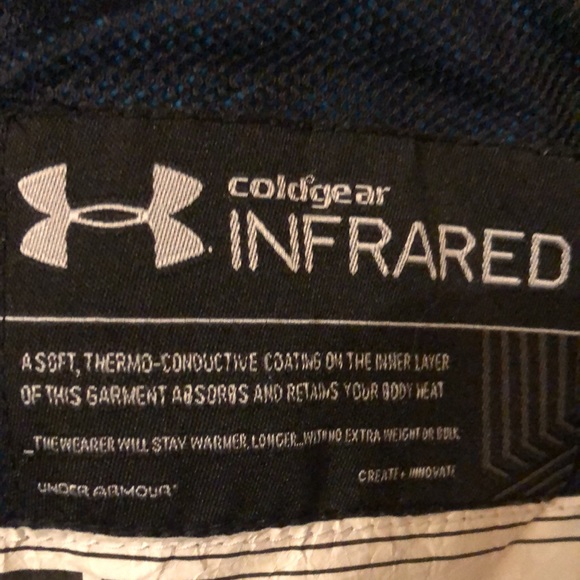 coldgear
INFRARED
A SOFT, THERMO-CONDUCTIVE COATING ON THE INNER LAYER
OF THIS GARMENT ABSORBS AND RETAINS YOUR BODY HEAT
_THE WEARER WILL STAY WARMER, LONGER...WITH NO EXTRA WEIGHT OR BULK
CREATE + INNOVATE
UNDER ARMOUR